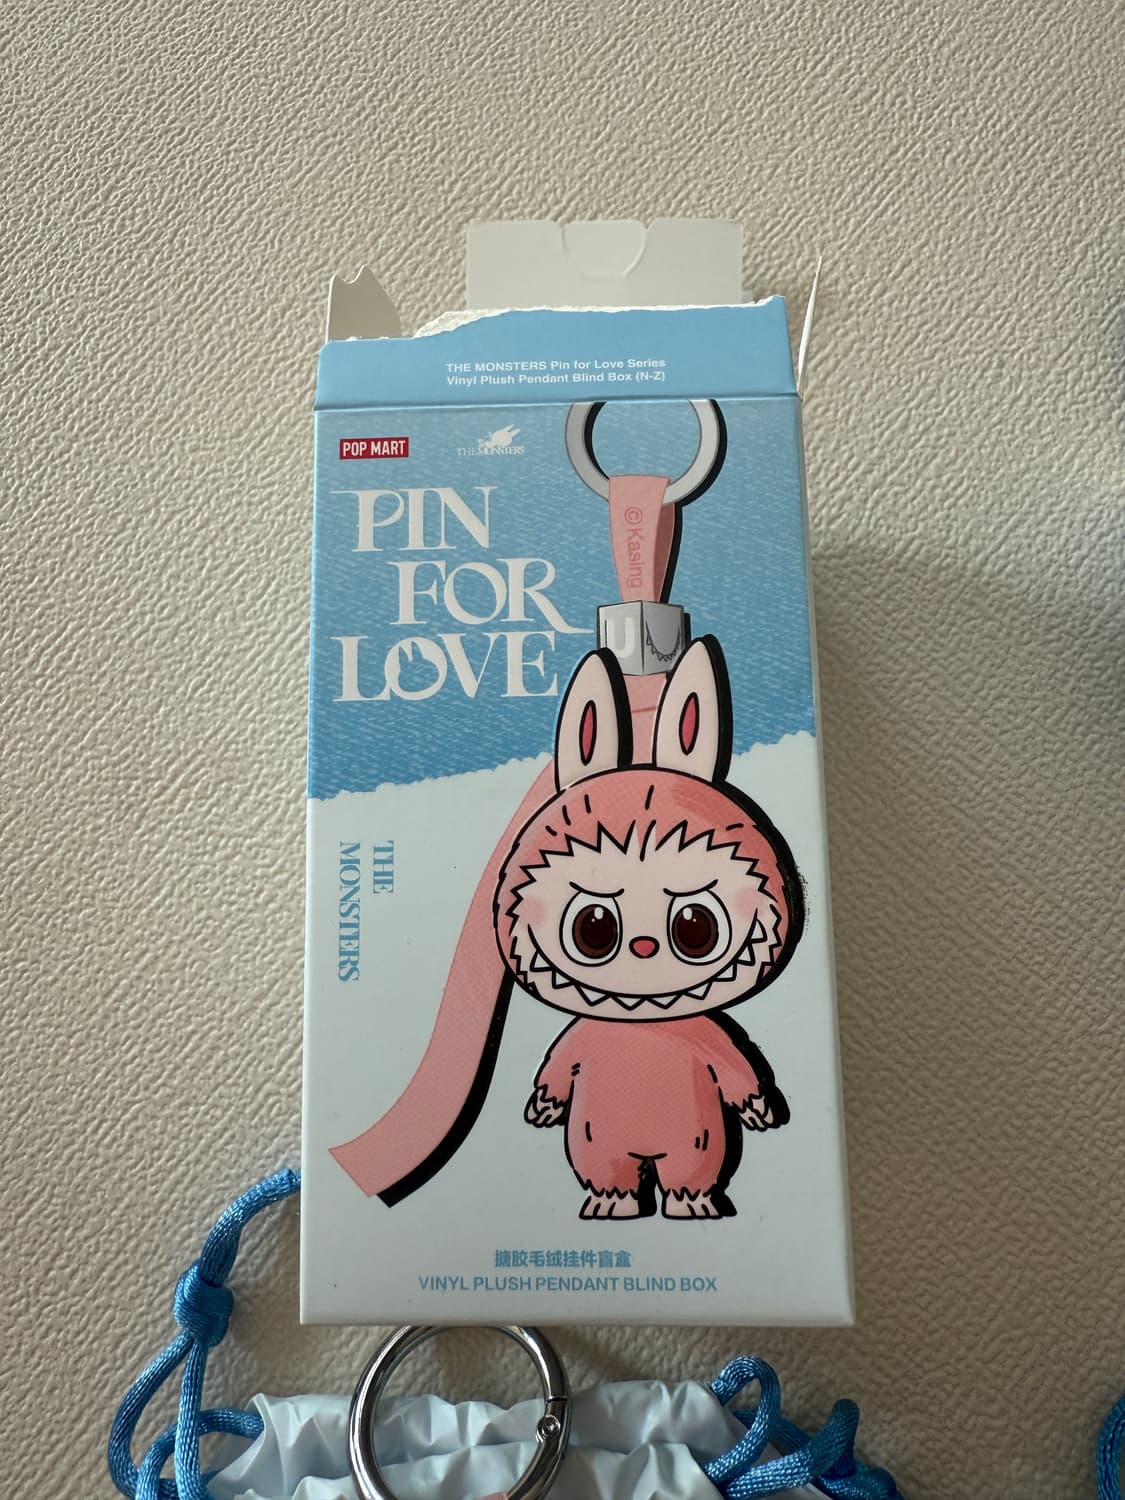 THE MONSTERS Pin for Love Series
Vinyl Plush Pendant Blind Box (N-Z)
POP MART
THE MONSTERS
PIN
FOR
LOVE
© Kasing
U
THE
MONSTERS
搪胶毛绒挂件盲盒
VINYL PLUSH PENDANT BLIND BOX